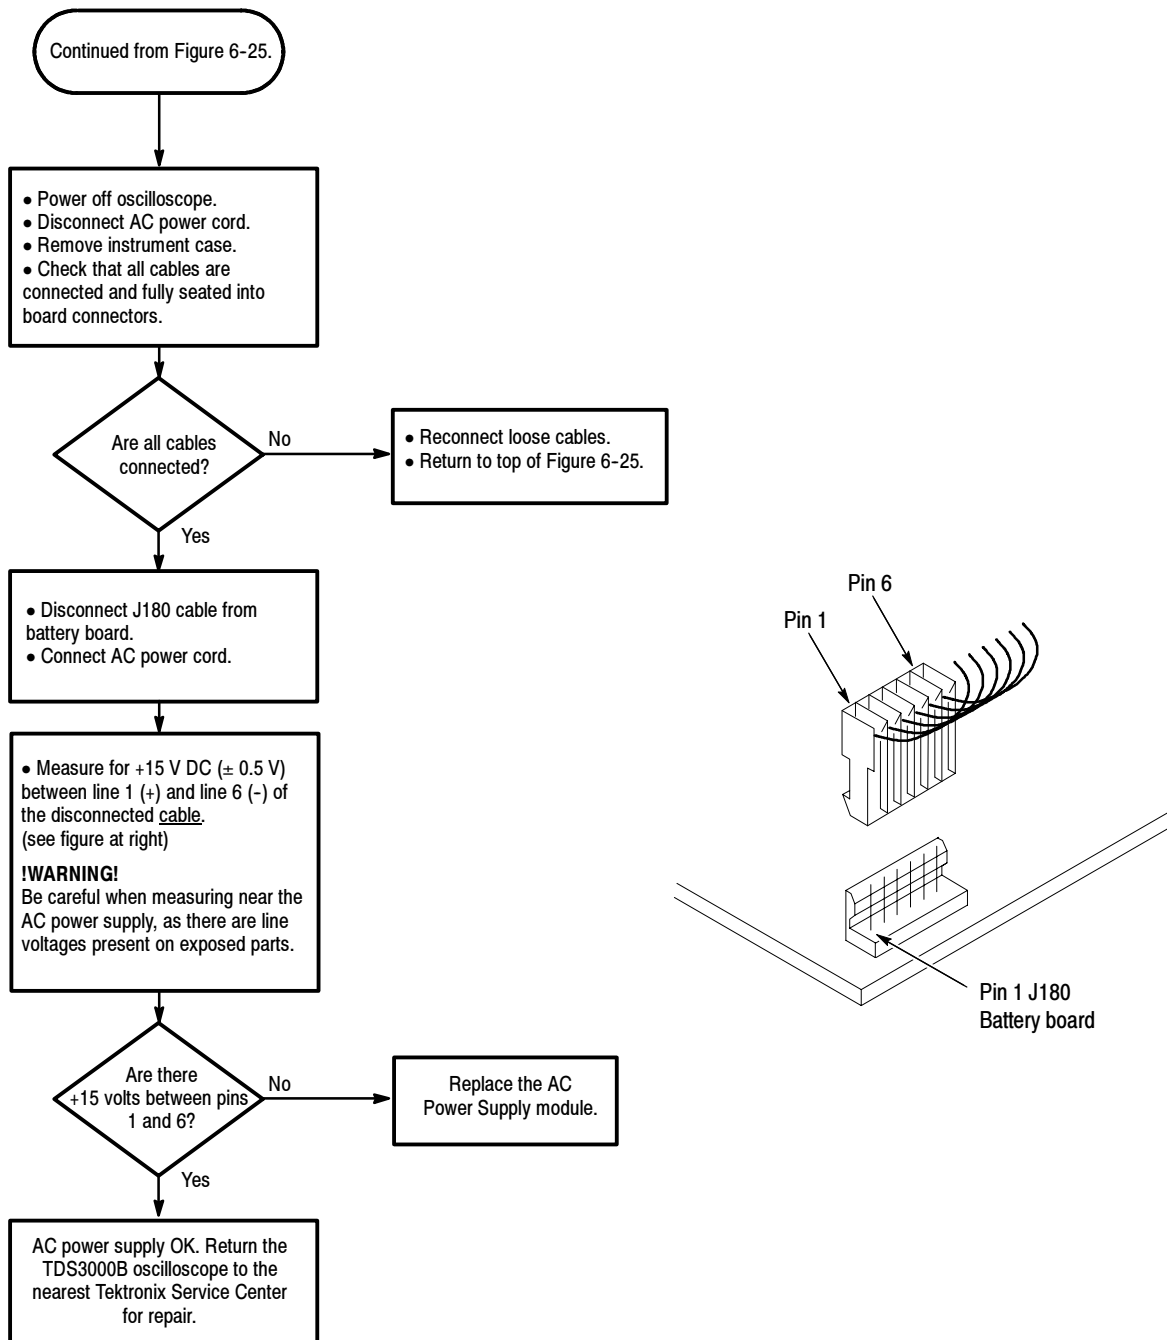 Continued from Figure 6-25.
• Power off oscilloscope.
• Disconnect AC power cord.
• Remove instrument case.
• Check that all cables are
connected and fully seated into
board connectors.
Are all cables
connected?
No
• Reconnect loose cables.
• Return to top of Figure 6-25.
Yes
• Disconnect J180 cable from
battery board.
• Connect AC power cord.
• Measure for +15 V DC (± 0.5 V)
between line 1 (+) and line 6 (-) of
the disconnected cable.
(see figure at right)
!WARNING!
Be careful when measuring near the
AC power supply, as there are line
voltages present on exposed parts.
Are there
+15 volts between pins
1 and 6?
No
Replace the AC
Power Supply module.
Yes
AC power supply OK. Return the
TDS3000B oscilloscope to the
nearest Tektronix Service Center
for repair.
Pin 6
Pin 1
Pin 1 J180
Battery board